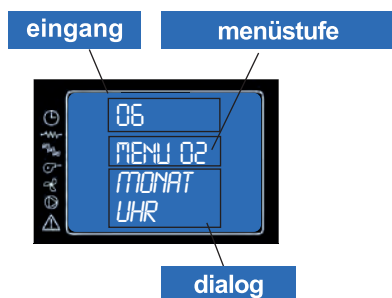 eingang
menüstufe
06
MENU 02
MONAT
UHR
dialog